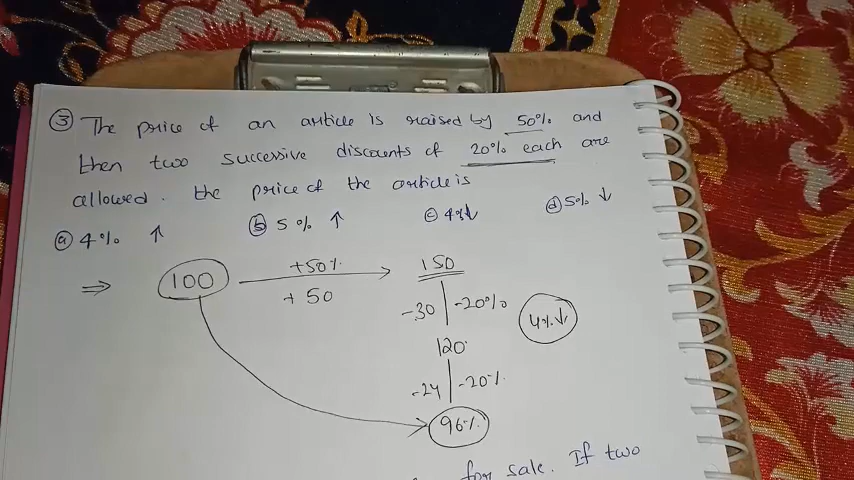 ③ The price of an article is raised by 50% and
then two successive discounts of 20% each are
allowed. the price of the article is
ⓐ 4% ↑ ⓑ 5% ↑ ⓒ 4%↓ ⓓ 5% ↓
⇒ 100 +50% 150
+ 50
-30 -20% 4%↓
120
-24 -20%
96%
for sale. If two